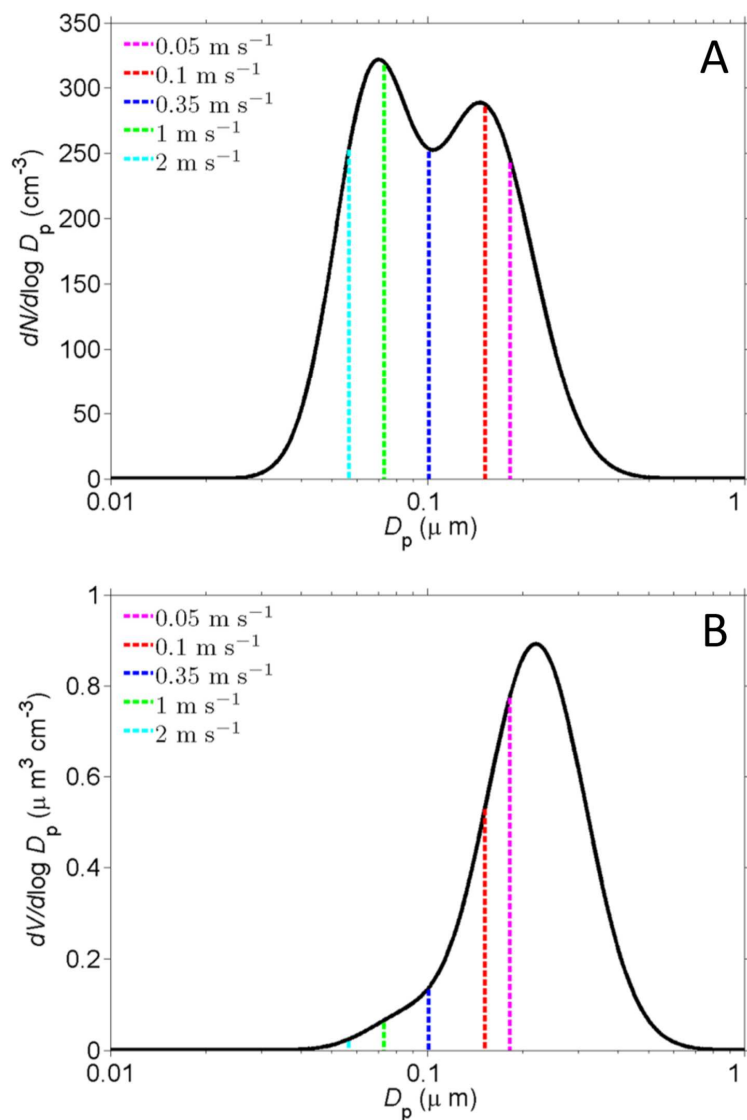 A
350
300
250
200
150
100
50
0
dN/dlog Dp (cm-3)
0.05 m s−1
0.1 m s−1
0.35 m s−1
1 m s−1
2 m s−1
0.01
0.1
1
Dp (μ m)
B
1
0.8
0.6
0.4
0.2
0
dV/dlog Dp (μ m3 cm-3)
0.05 m s−1
0.1 m s−1
0.35 m s−1
1 m s−1
2 m s−1
0.01
0.1
1
Dp (μ m)